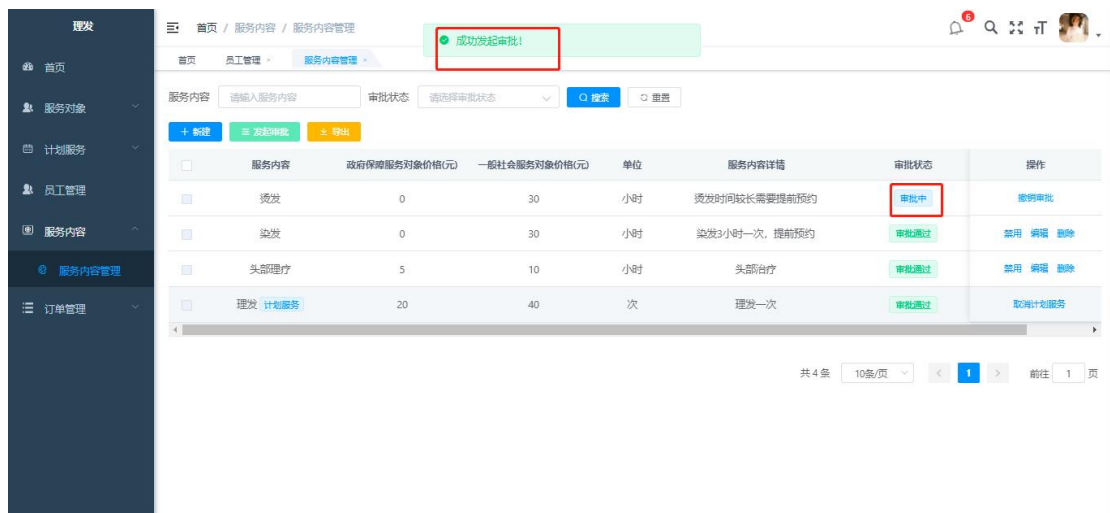 理发
首页 / 服务内容 / 服务内容管理
成功发起审批！
6
首页 员工管理 服务内容管理
首页
服务对象
计划服务
员工管理
服务内容
服务内容管理
订单管理
服务内容 请输入服务内容 审批状态 请选择审批状态 搜索 重置
+ 新建 发起审批 导出
服务内容 政府保障服务对象价格(元) 一般社会服务对象价格(元) 单位 服务内容详情 审批状态 操作
烫发 0 30 小时 烫发时间较长需要提前预约 审批中 撤销审批
染发 0 30 小时 染发3小时一次，提前预约 审批通过 禁用 编辑 删除
头部理疗 5 10 小时 头部治疗 审批通过 禁用 编辑 删除
理发 计划服务 20 40 次 理发一次 审批通过 取消计划服务
共4条 10条/页 < 1 > 前往 1 页